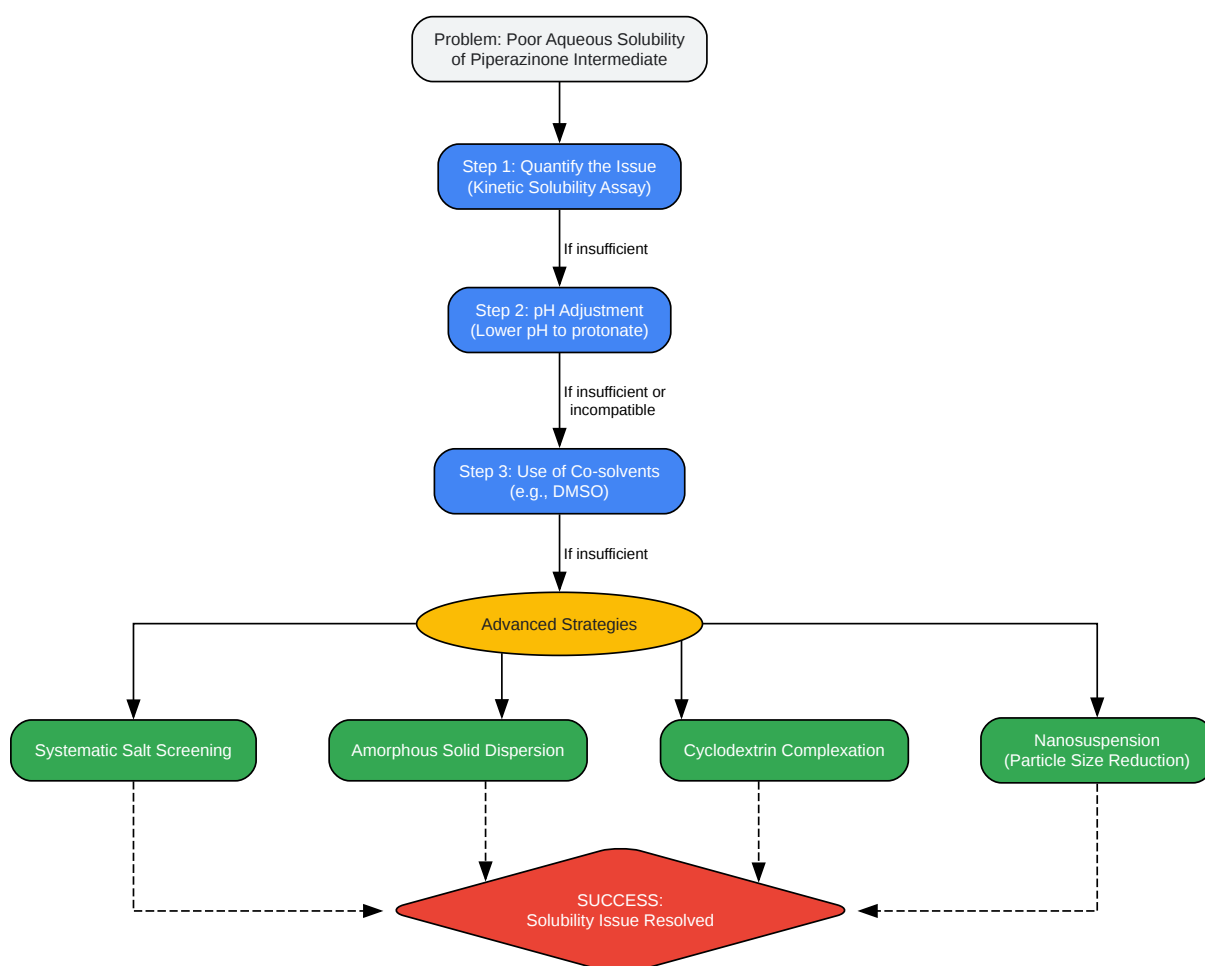 Problem: Poor Aqueous Solubility
of Piperazinone Intermediate
Step 1: Quantify the Issue
(Kinetic Solubility Assay)
If insufficient
Step 2: pH Adjustment
(Lower pH to protonate)
If insufficient or
incompatible
Step 3: Use of Co-solvents
(e.g., DMSO)
If insufficient
Advanced Strategies
Systematic Salt Screening
Amorphous Solid Dispersion
Cyclodextrin Complexation
Nanosuspension
(Particle Size Reduction)
SUCCESS:
Solubility Issue Resolved